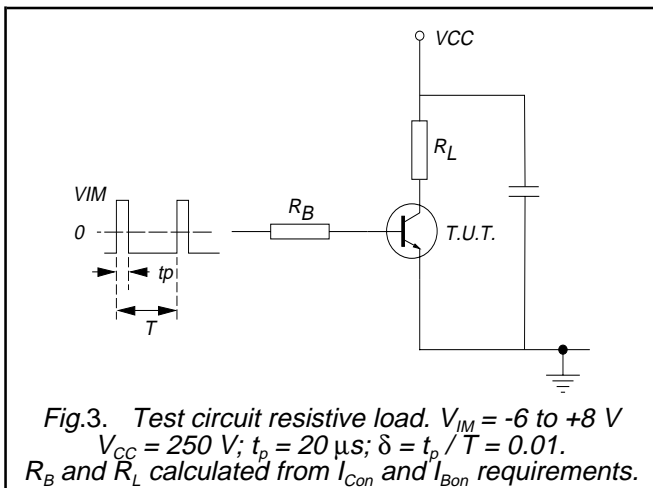 VCC
R_L
VIM
R_B
0
T.U.T.
tp
T
Fig.3. Test circuit resistive load. V_IM = -6 to +8 V
V_CC = 250 V; t_p = 20 µs; δ = t_p / T = 0.01.
R_B and R_L calculated from I_Con and I_Bon requirements.